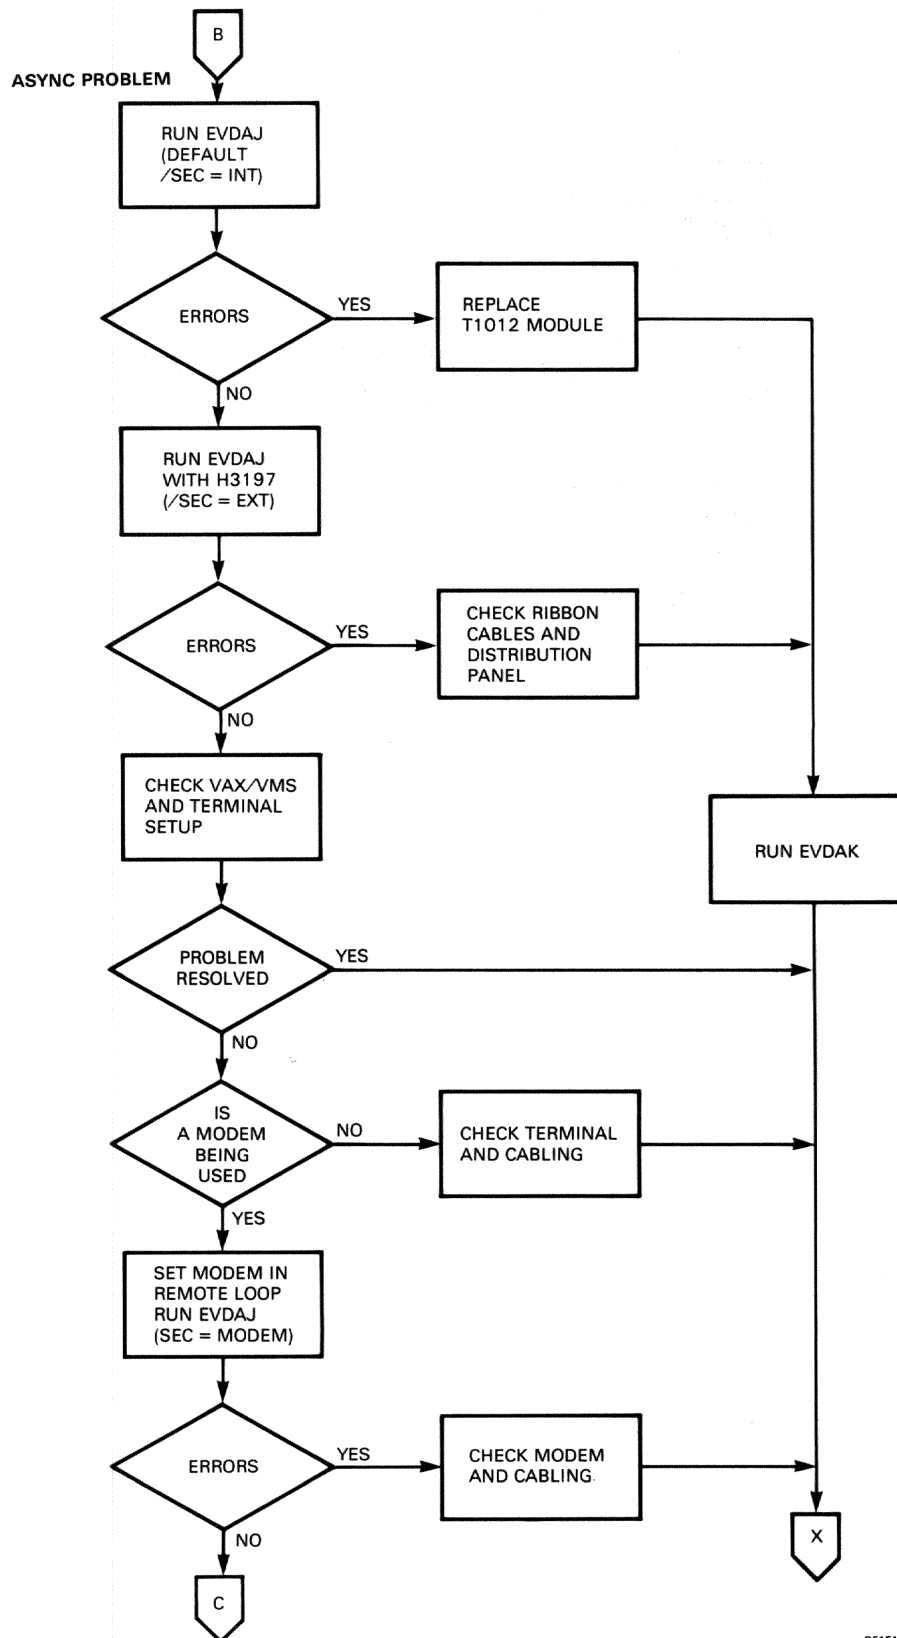 B
ASYNC PROBLEM
RUN EVDAJ
(DEFAULT
/SEC = INT)
ERRORS
YES
REPLACE
T1012 MODULE
NO
RUN EVDAJ
WITH H3197
(/SEC = EXT)
ERRORS
YES
CHECK RIBBON
CABLES AND
DISTRIBUTION
PANEL
NO
CHECK VAX/VMS
AND TERMINAL
SETUP
RUN EVDAK
PROBLEM
RESOLVED
YES
NO
IS
A MODEM
BEING
USED
NO
CHECK TERMINAL
AND CABLING
YES
SET MODEM IN
REMOTE LOOP
RUN EVDAJ
(SEC = MODEM)
ERRORS
YES
CHECK MODEM
AND CABLING
NO
X
C